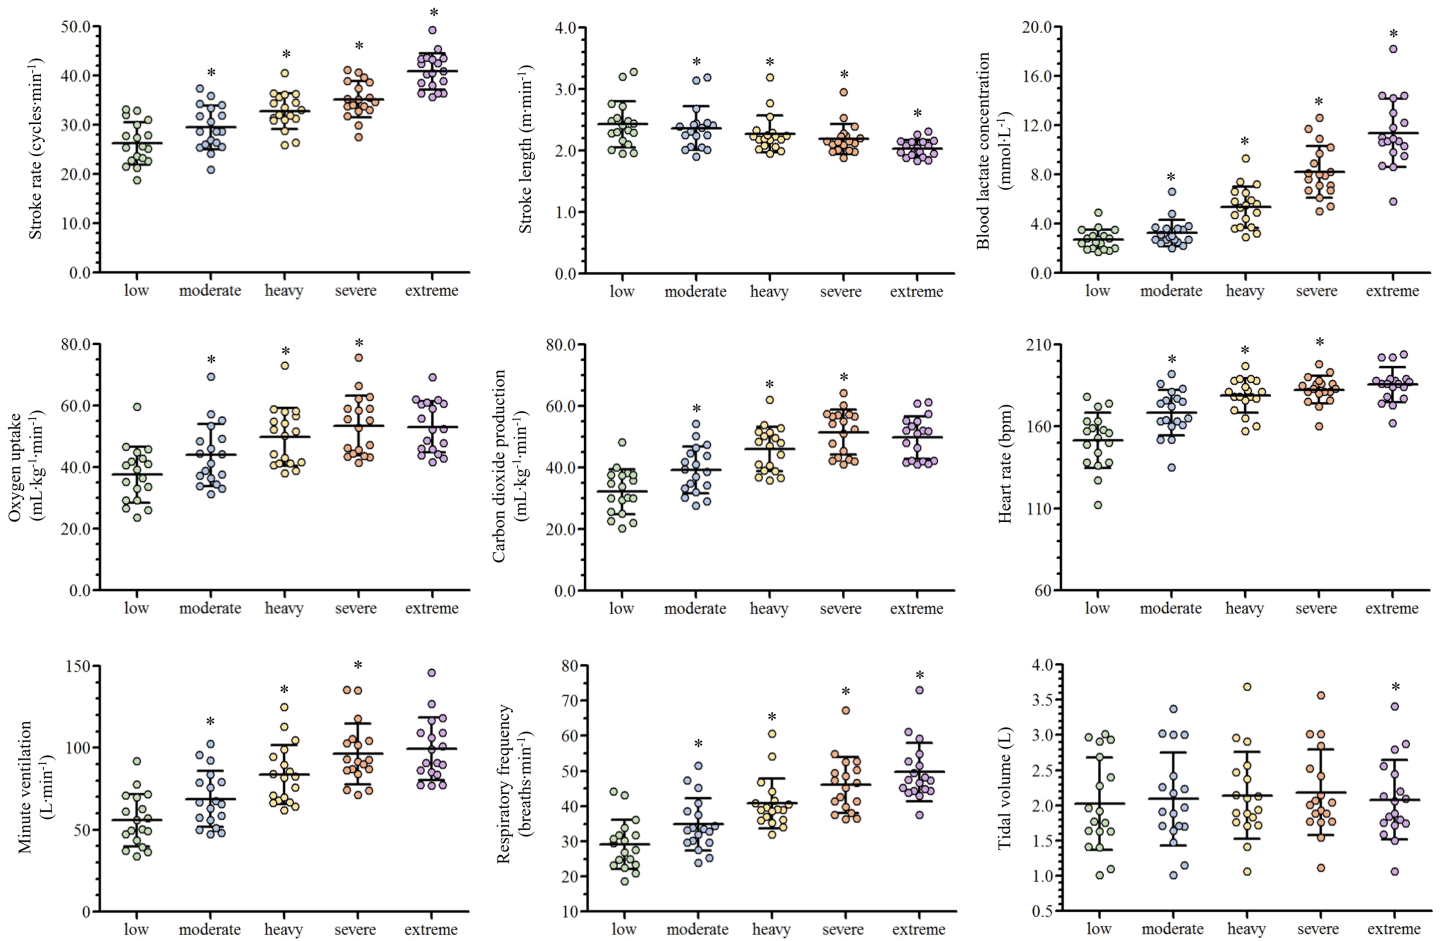 Stroke rate (cycles·min⁻¹)
50.0
40.0
30.0
20.0
10.0
0.0
* * * *
low moderate heavy severe extreme
Stroke length (m·min⁻¹)
4.0
3.0
2.0
1.0
0.0
* * * *
low moderate heavy severe extreme
Blood lactate concentration
(mmol·L⁻¹)
20.0
16.0
12.0
8.0
4.0
0.0
* * * *
low moderate heavy severe extreme
Oxygen uptake
(mL·kg⁻¹·min⁻¹)
80.0
60.0
40.0
20.0
0.0
* * *
low moderate heavy severe extreme
Carbon dioxide production
(mL·kg⁻¹·min⁻¹)
80.0
60.0
40.0
20.0
0.0
* * *
low moderate heavy severe extreme
Heart rate (bpm)
210
160
110
60
* * *
low moderate heavy severe extreme
Minute ventilation
(L·min⁻¹)
150
100
50
0
* * *
low moderate heavy severe extreme
Respiratory frequency
(breaths·min⁻¹)
80
70
60
50
40
30
20
10
* * * *
low moderate heavy severe extreme
Tidal volume (L)
4.0
3.5
3.0
2.5
2.0
1.5
1.0
0.5
*
low moderate heavy severe extreme